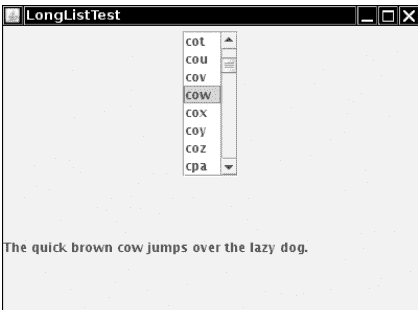 LongListTest
cot
cou
cov
cow
cox
coy
coz
cpa
The quick brown cow jumps over the lazy dog.